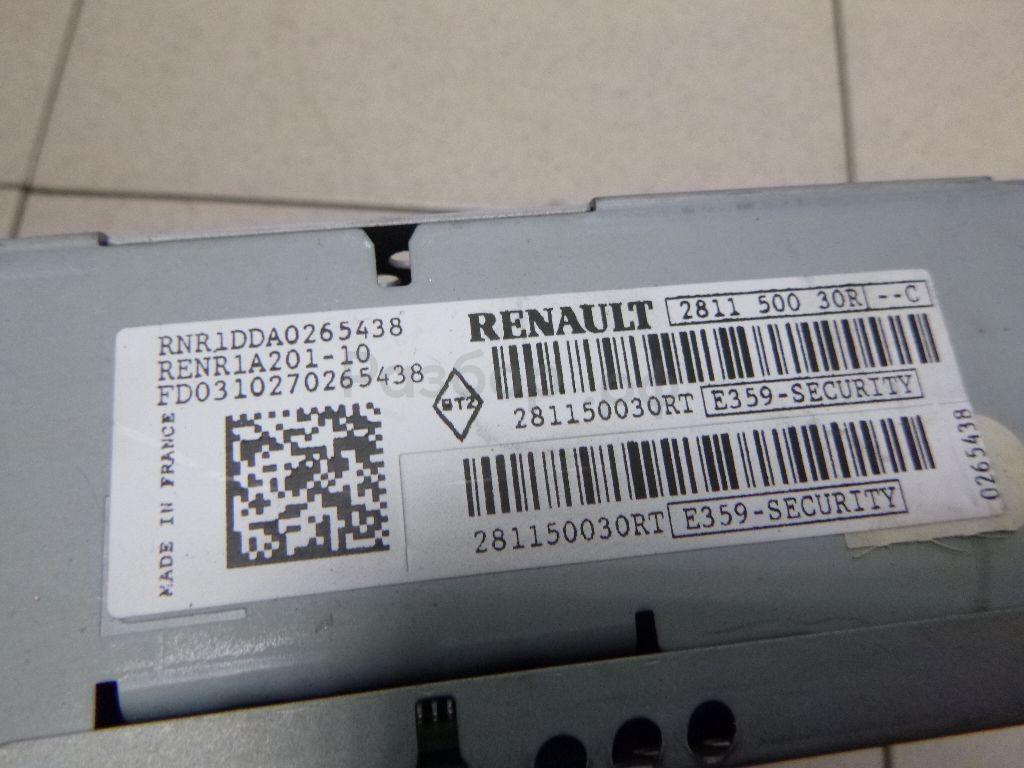 RNR1DDA0265438
RENR1A201-10
FD0310270265438
MADE IN FRANCE
RENAULT 2811 500 30R --C
281150030RT E359-SECURITY
281150030RT E359-SECURITY
0265438